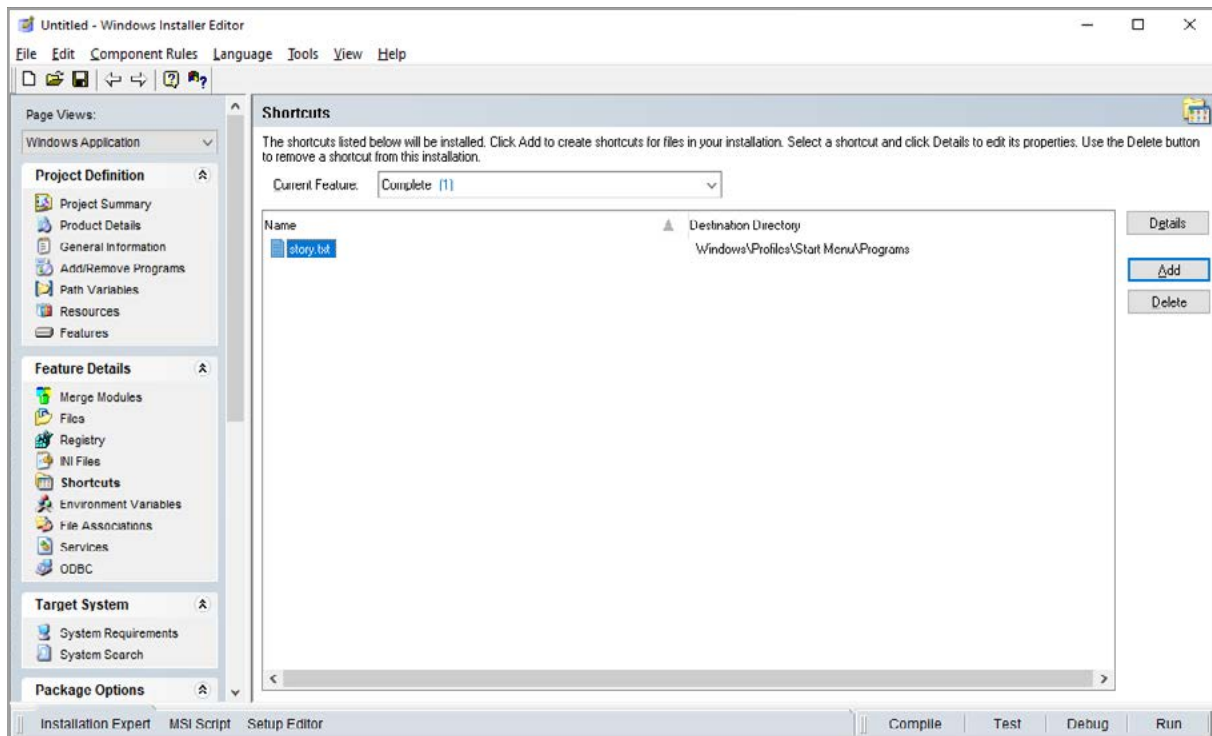 Untitled - Windows Installer Editor
File Edit Component Rules Language Tools View Help
Page Views:
Windows Application
Project Definition
Project Summary
Product Details
General Information
Add/Remove Programs
Path Variables
Resources
Features
Feature Details
Merge Modules
Files
Registry
INI Files
Shortcuts
Environment Variables
File Associations
Services
ODBC
Target System
System Requirements
System Search
Package Options
Shortcuts
The shortcuts listed below will be installed. Click Add to create shortcuts for files in your installation. Select a shortcut and click Details to edit its properties. Use the Delete button
to remove a shortcut from this installation.
Current Feature: Complete (1)
Name Destination Directory
story.txt Windows\Profiles\Start Menu\Programs
Details
Add
Delete
Installation Expert MSI Script Setup Editor Compile Test Debug Run